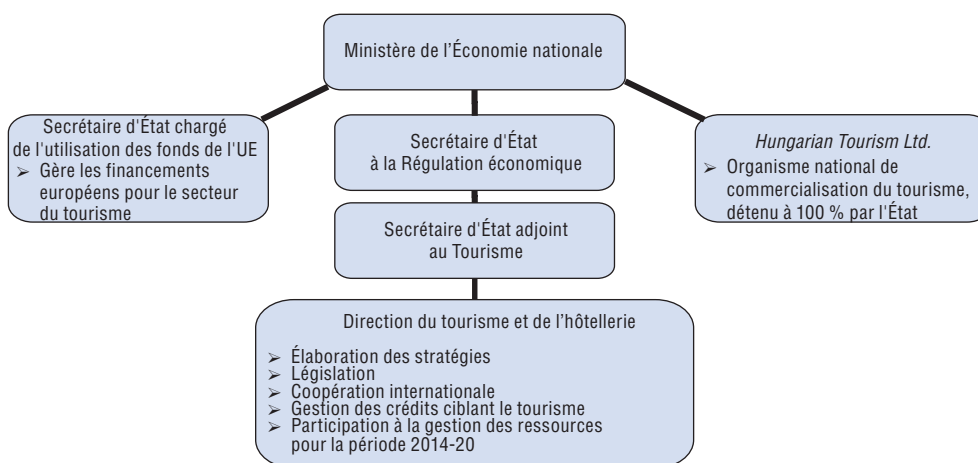 Ministère de l'Économie nationale
Secrétaire d'État chargé
de l'utilisation des fonds de l'UE
➢ Gère les financements
européens pour le secteur
du tourisme
Secrétaire d'État
à la Régulation économique
Hungarian Tourism Ltd.
➢ Organisme national de
commercialisation du tourisme,
détenu à 100 % par l'État
Secrétaire d'État adjoint
au Tourisme
Direction du tourisme et de l'hôtellerie
➢ Élaboration des stratégies
➢ Législation
➢ Coopération internationale
➢ Gestion des crédits ciblant le tourisme
➢ Participation à la gestion des ressources
pour la période 2014-20